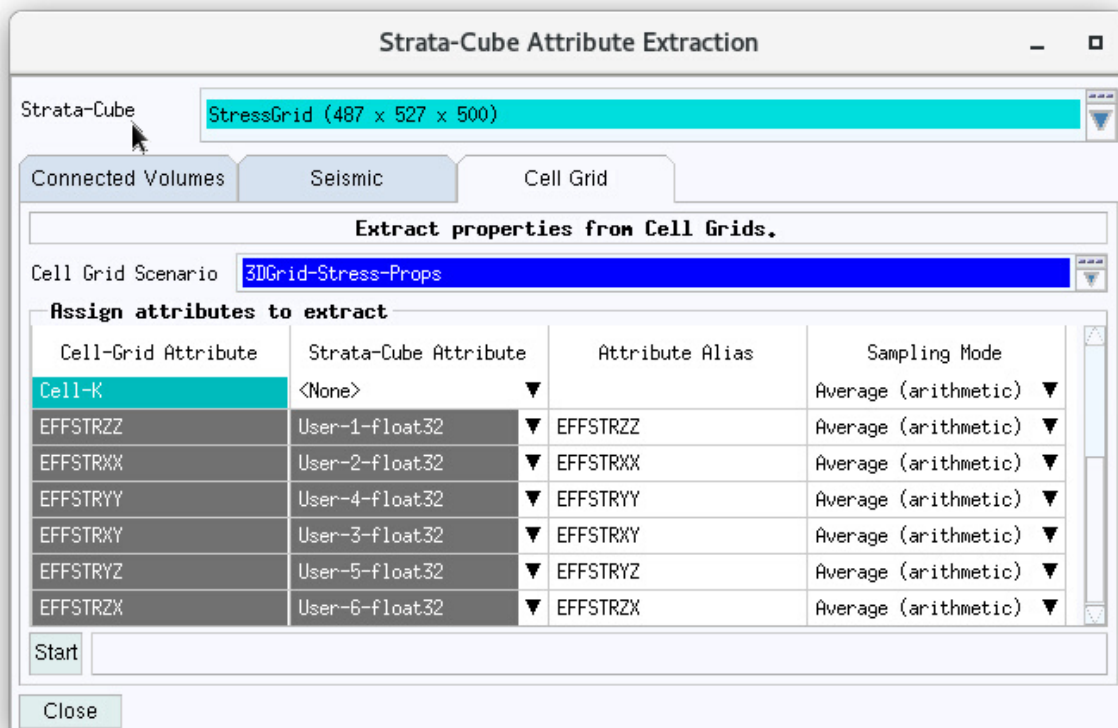 Strata-Cube Attribute Extraction
Strata-Cube StressGrid (487 x 527 x 500)
Connected Volumes Seismic Cell Grid
Extract properties from Cell Grids.
Cell Grid Scenario 3DGrid-Stress-Props
Assign attributes to extract
Cell-Grid Attribute Strata-Cube Attribute Attribute Alias Sampling Mode
Cell-K <None> Average (arithmetic)
EFFSTRZZ User-1-float32 EFFSTRZZ Average (arithmetic)
EFFSTRXX User-2-float32 EFFSTRXX Average (arithmetic)
EFFSTRYY User-4-float32 EFFSTRYY Average (arithmetic)
EFFSTRXY User-3-float32 EFFSTRXY Average (arithmetic)
EFFSTRYZ User-5-float32 EFFSTRYZ Average (arithmetic)
EFFSTRZX User-6-float32 EFFSTRZX Average (arithmetic)
Start
Close